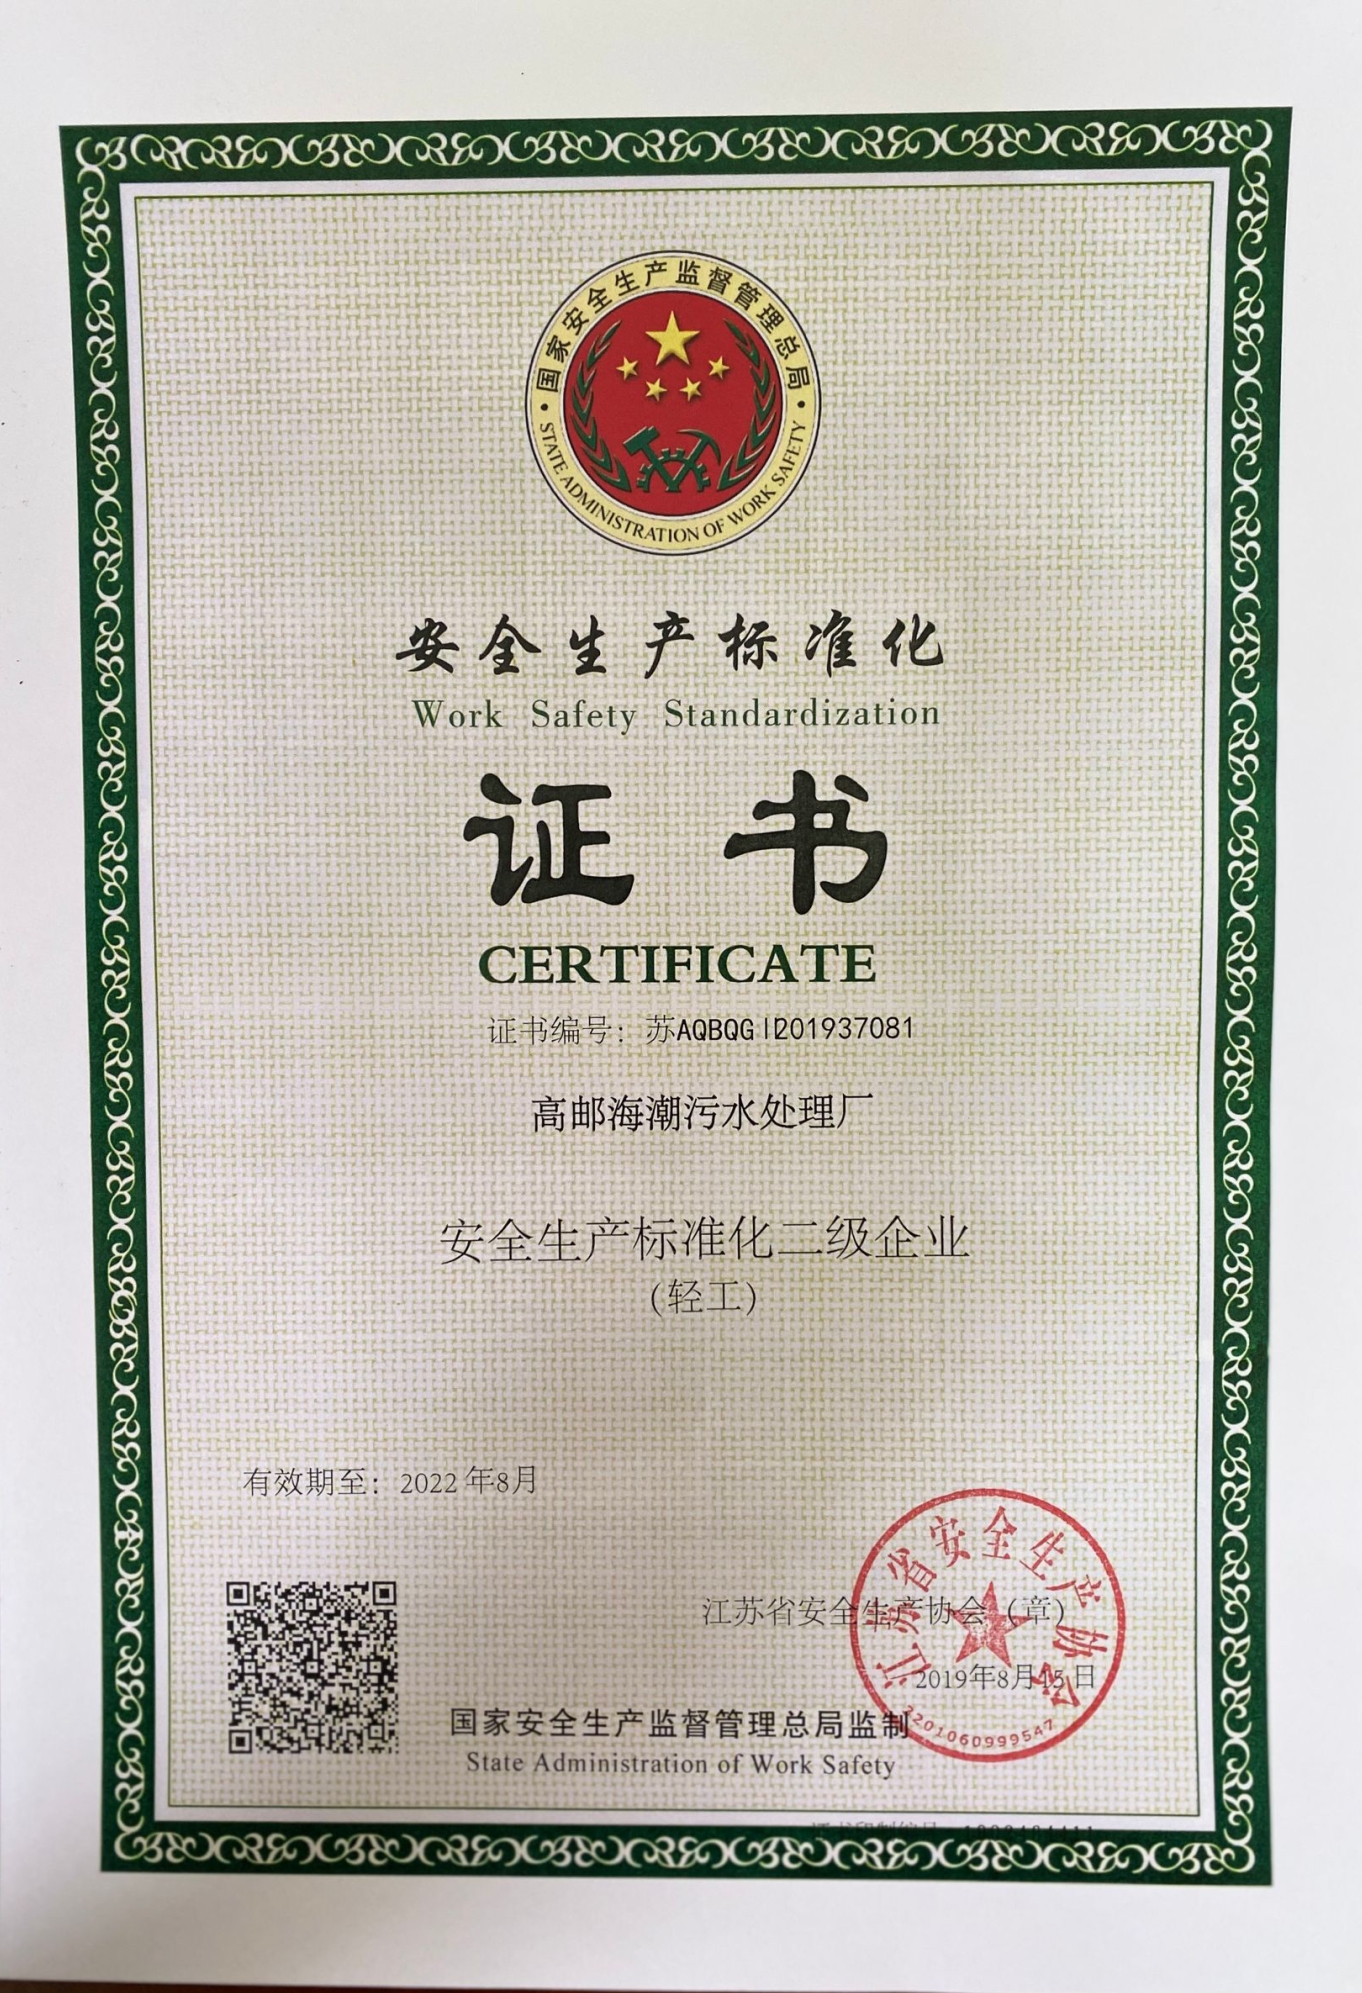 国家安全生产监督管理总局
STATE ADMINISTRATION OF WORK SAFETY
安全生产标准化
Work Safety Standardization
证书
CERTIFICATE
证书编号：苏AQBQGⅡ201937081
高邮海潮污水处理厂
安全生产标准化二级企业
（轻工）
有效期至：2022年8月
江苏省安全生产协会（章）
2019年8月15日
江苏省安全生产协会
3201060999547
国家安全生产监督管理总局监制
State Administration of Work Safety